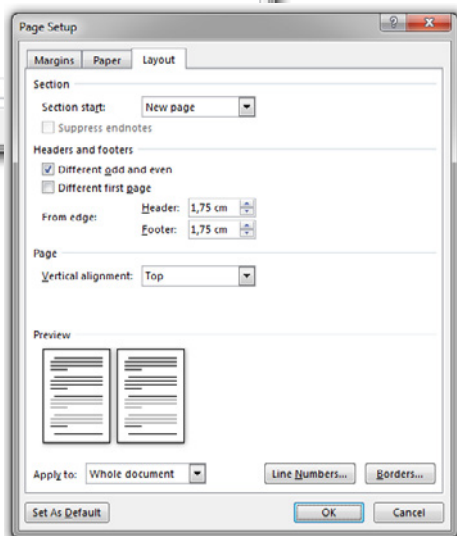 Page Setup
Margins Paper Layout
Section
Section start: New page
Suppress endnotes
Headers and footers
Different odd and even
Different first page
From edge: Header: 1,75 cm
Footer: 1,75 cm
Page
Vertical alignment: Top
Preview
Apply to: Whole document Line Numbers... Borders...
Set As Default OK Cancel